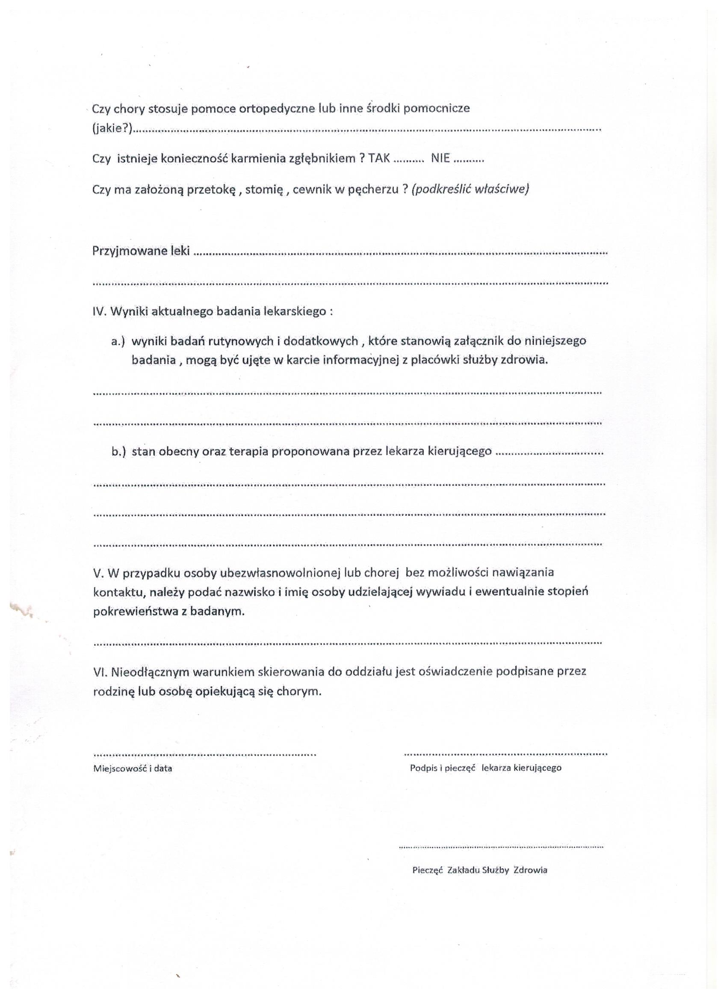 Czy chory stosuje pomoce ortopedyczne lub inne środki pomocnicze
(jakie?)..........................................................................................
Czy istnieje konieczność karmienia zgłębnikiem ? TAK .......... NIE ..........
Czy ma założoną przetokę , stomię , cewnik w pęcherzu ? (podkreślić właściwe)
Przyjmowane leki ..........................................................................................
..........................................................................................
IV. Wyniki aktualnego badania lekarskiego :
a.) wyniki badań rutynowych i dodatkowych , które stanowią załącznik do niniejszego
badania , mogą być ujęte w karcie informacyjnej z placówki służby zdrowia.
..........................................................................................
..........................................................................................
b.) stan obecny oraz terapia proponowana przez lekarza kierującego ..................................
..........................................................................................
..........................................................................................
..........................................................................................
V. W przypadku osoby ubezwłasnowolnionej lub chorej bez możliwości nawiązania
kontaktu, należy podać nazwisko i imię osoby udzielającej wywiadu i ewentualnie stopień
pokrewieństwa z badanym.
..........................................................................................
VI. Nieodłącznym warunkiem skierowania do oddziału jest oświadczenie podpisane przez
rodzinę lub osobę opiekującą się chorym.
............................................................ ............................................................
Miejscowość i data Podpis i pieczęć lekarza kierującego
............................................................
Pieczęć Zakładu Służby Zdrowia